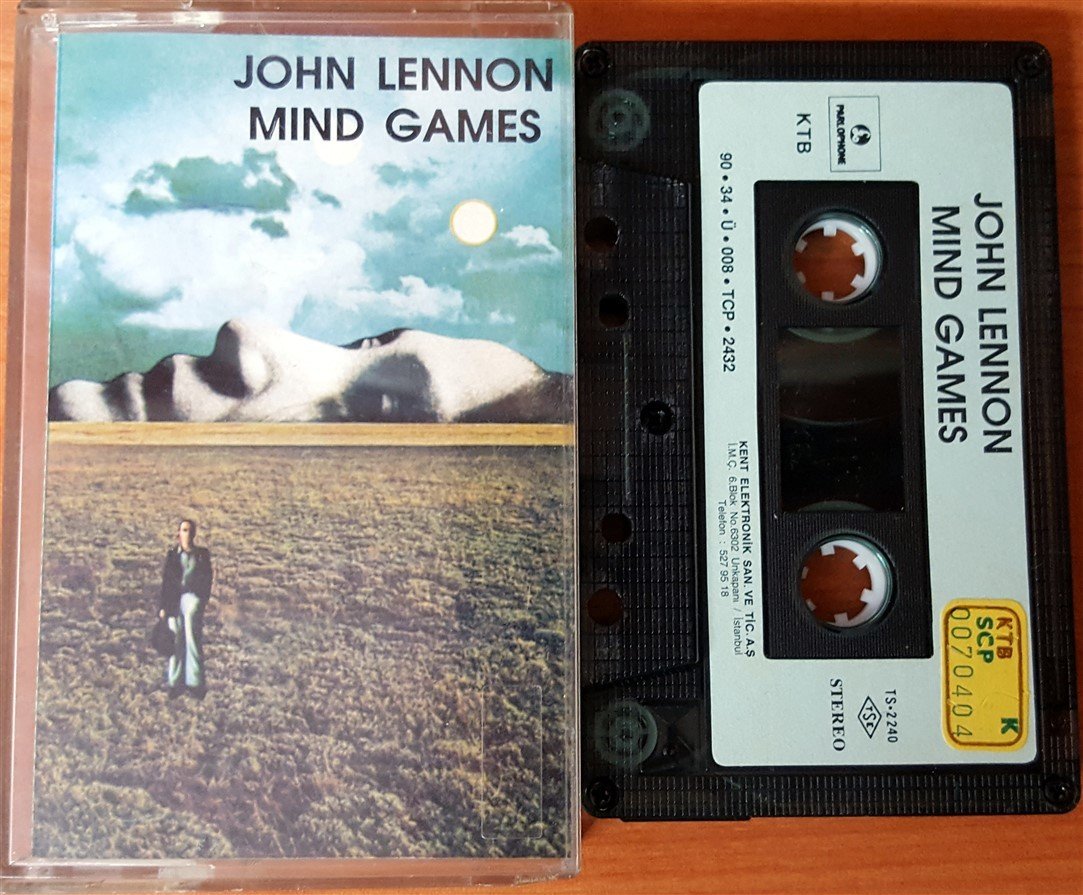 JOHN LENNON
MIND GAMES
JOHN LENNON
MIND GAMES
PARLOPHONE
KTB
90 • 34 • Ü • 008 • TCP • 2432
KENT ELEKTRONİK SAN. VE TİC. A.Ş
İ.M.Ç. 6.Blok No.6302 Unkapanı / İstanbul
Telefon : 527 95 18
TS•2240
TSE
STEREO
KTB K
SCP
0070404